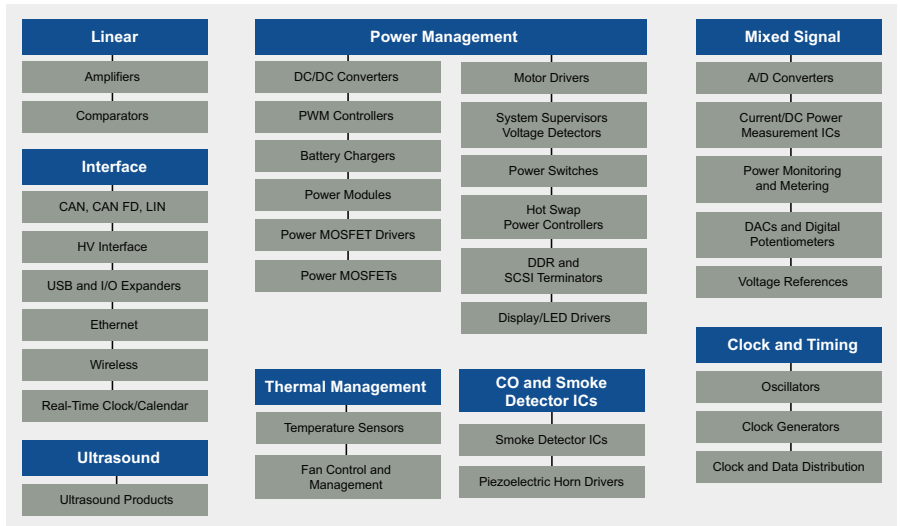 Linear
Amplifiers
Comparators
Interface
CAN, CAN FD, LIN
HV Interface
USB and I/O Expanders
Ethernet
Wireless
Real-Time Clock/Calendar
Ultrasound
Ultrasound Products
Power Management
DC/DC Converters
PWM Controllers
Battery Chargers
Power Modules
Power MOSFET Drivers
Power MOSFETs
Motor Drivers
System Supervisors
Voltage Detectors
Power Switches
Hot Swap
Power Controllers
DDR and
SCSI Terminators
Display/LED Drivers
Thermal Management
Temperature Sensors
Fan Control and
Management
CO and Smoke
Detector ICs
Smoke Detector ICs
Piezoelectric Horn Drivers
Mixed Signal
A/D Converters
Current/DC Power
Measurement ICs
Power Monitoring
and Metering
DACs and Digital
Potentiometers
Voltage References
Clock and Timing
Oscillators
Clock Generators
Clock and Data Distribution